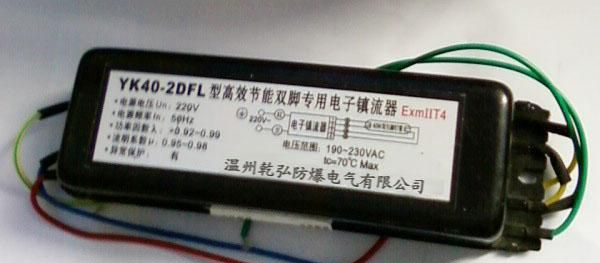 YK40-2DFL 型高效节能双脚专用电子镇流器 ExmIIT4
·电源电压Un: 220V
·电源频率fn: 50Hz
·功率因数λ: ≥0.92~0.99
·流明系数μ: 0.95~0.98
·异常保护: 有
220V~
电子镇流器
电压范围: 190~230VAC
tc=70℃ Max
温州乾弘防爆电气有限公司